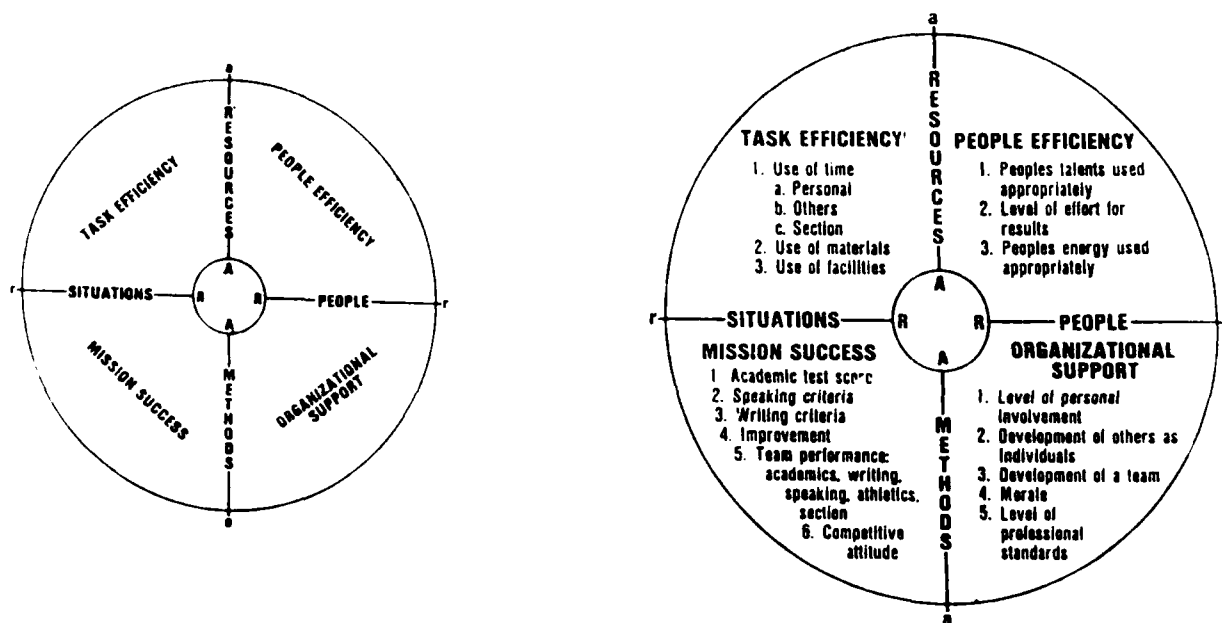 a
RESOURCES
TASK EFFICIENCY
PEOPLE EFFICIENCY
A
r
SITUATIONS
R
R
PEOPLE
r
A
MISSION SUCCESS
ORGANIZATIONAL
SUPPORT
METHODS
a
a
RESOURCES
TASK EFFICIENCY
1. Use of time
a. Personal
b. Others
c. Section
2. Use of materials
3. Use of facilities
PEOPLE EFFICIENCY
1. Peoples talents used
appropriately
2. Level of effort for
results
3. Peoples energy used
appropriately
A
r
SITUATIONS
R
R
PEOPLE
A
MISSION SUCCESS
1 Academic test score
2. Speaking criteria
3. Writing criteria
4. Improvement
5. Team performance:
academics, writing,
speaking, athletics,
section
6. Competitive
attitude
METHODS
ORGANIZATIONAL
SUPPORT
1. Level of personal
involvement
2. Development of others as
individuals
3. Development of a team
4. Morale
5. Level of
professional
standards
a